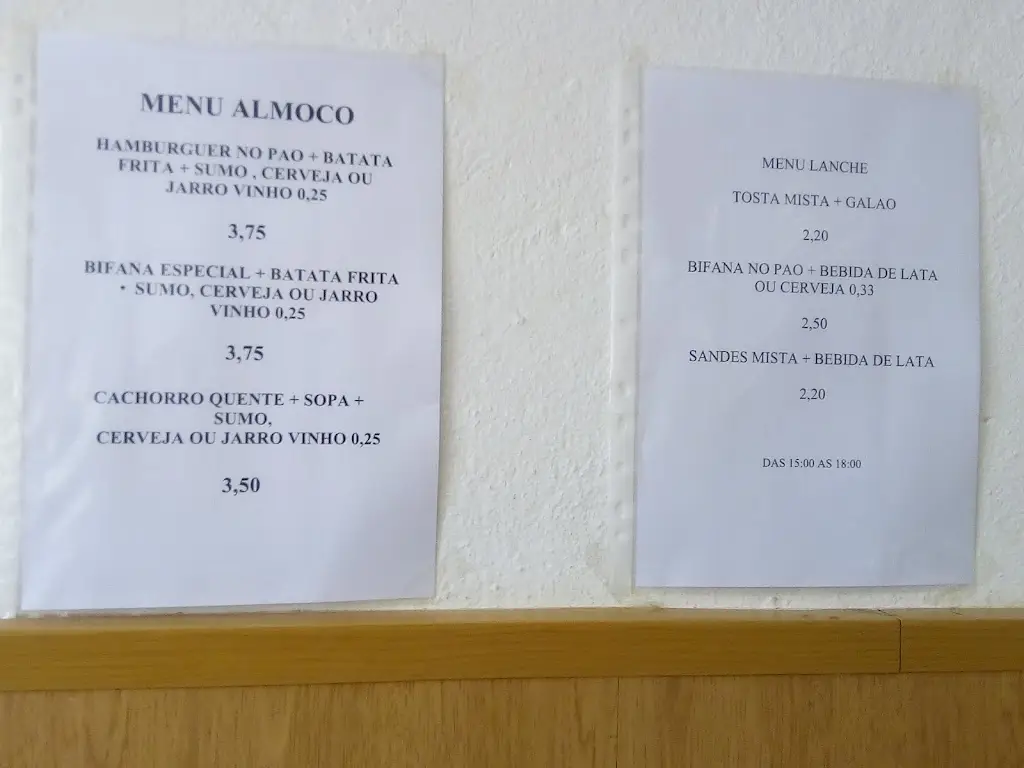 MENU ALMOCO
HAMBURGUER NO PAO + BATATA
FRITA + SUMO , CERVEJA OU
JARRO VINHO 0,25
3,75
BIFANA ESPECIAL + BATATA FRITA
• SUMO, CERVEJA OU JARRO
VINHO 0,25
3,75
CACHORRO QUENTE + SOPA +
SUMO,
CERVEJA OU JARRO VINHO 0,25
3,50
MENU LANCHE
TOSTA MISTA + GALAO
2,20
BIFANA NO PAO + BEBIDA DE LATA
OU CERVEJA 0,33
2,50
SANDES MISTA + BEBIDA DE LATA
2,20
DAS 15:00 AS 18:00